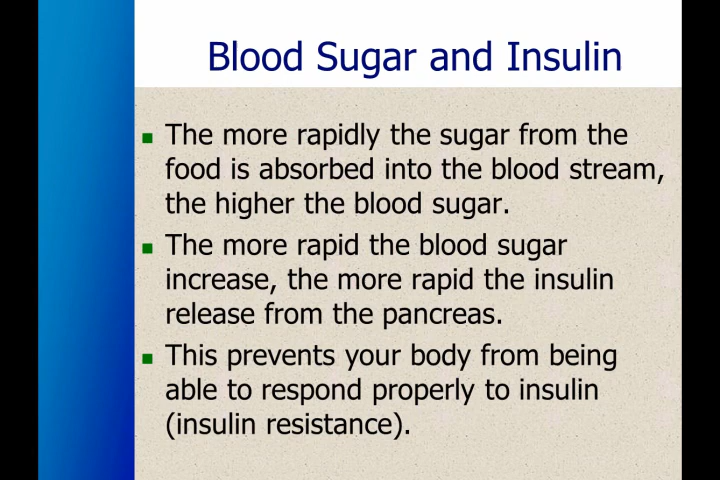 Blood Sugar and Insulin
The more rapidly the sugar from the
food is absorbed into the blood stream,
the higher the blood sugar.
The more rapid the blood sugar
increase, the more rapid the insulin
release from the pancreas.
This prevents your body from being
able to respond properly to insulin
(insulin resistance).